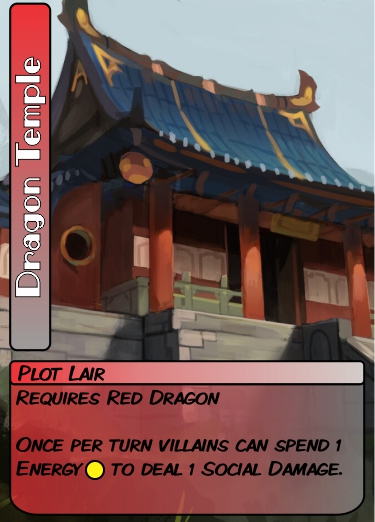 Dragon Temple
Plot Lair
Requires Red Dragon
Once per turn villains can spend 1
Energy to deal 1 Social Damage.